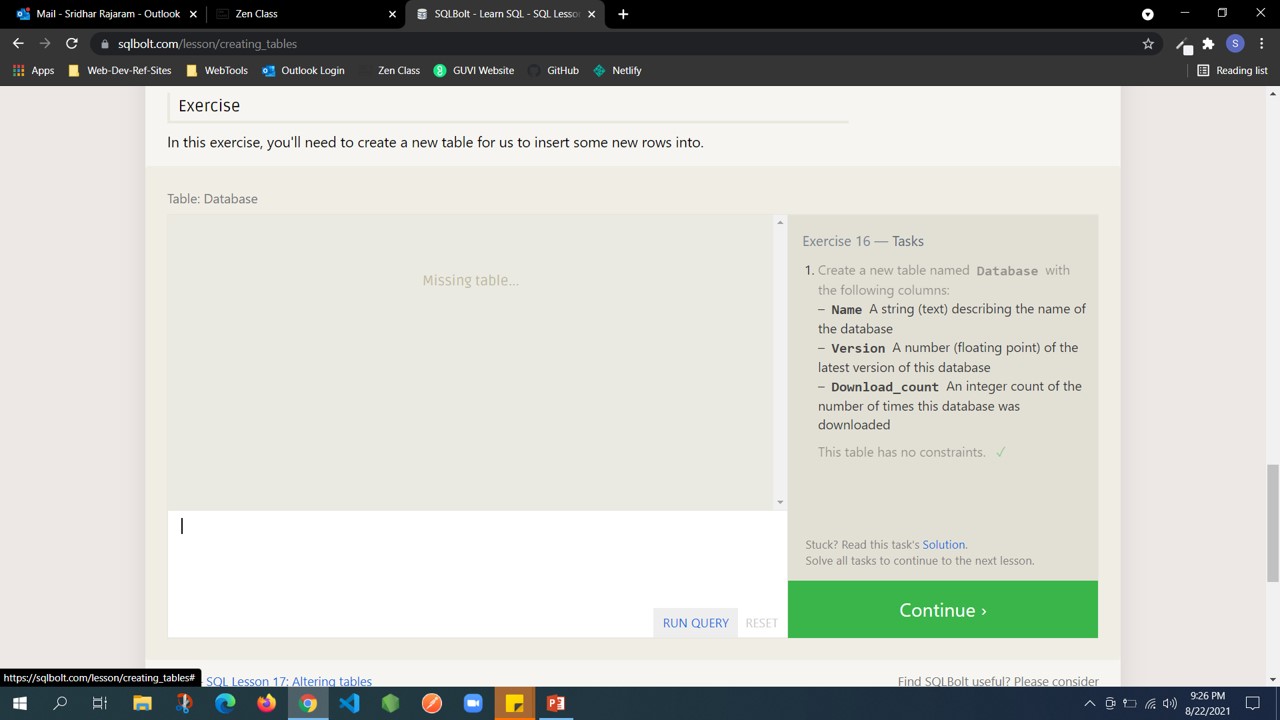 Mail - Sridhar Rajaram - Outlook
Zen Class
SQLBolt - Learn SQL - SQL Lesson
sqlbolt.com/lesson/creating_tables
S
Apps
Web-Dev-Ref-Sites
WebTools
Outlook Login
Zen Class
GUVI Website
GitHub
Netlify
Reading list
Exercise
In this exercise, you'll need to create a new table for us to insert some new rows into.
Table: Database
Missing table…
Exercise 16 — Tasks
1. Create a new table named Database with
the following columns:
– Name A string (text) describing the name of
the database
– Version A number (floating point) of the
latest version of this database
– Download_count An integer count of the
number of times this database was
downloaded
This table has no constraints. ✓
Stuck? Read this task's Solution.
Solve all tasks to continue to the next lesson.
RUN QUERY
RESET
Continue ›
https://sqlbolt.com/lesson/creating_tables#
SQL Lesson 17: Altering tables
Find SQLBolt useful? Please consider
9:26 PM
8/22/2021